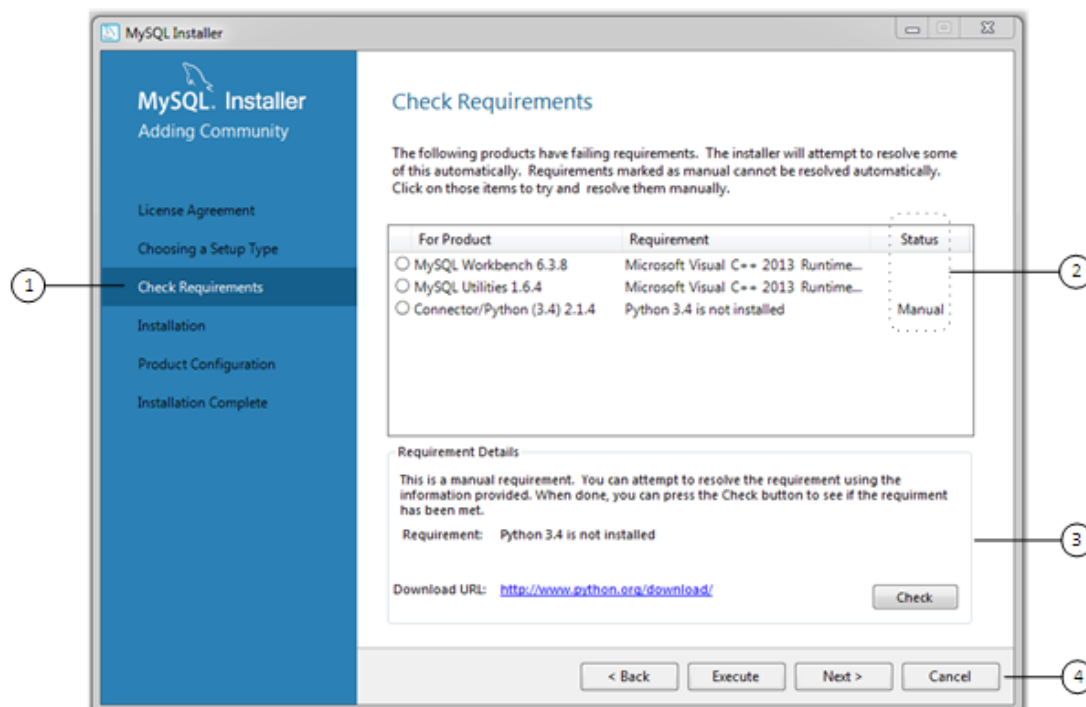 MySQL Installer
MySQL. Installer
Adding Community
License Agreement
Choosing a Setup Type
Check Requirements
Installation
Product Configuration
Installation Complete
Check Requirements
The following products have failing requirements. The installer will attempt to resolve some
of this automatically. Requirements marked as manual cannot be resolved automatically.
Click on those items to try and resolve them manually.
For Product Requirement Status
MySQL Workbench 6.3.8 Microsoft Visual C++ 2013 Runtime...
MySQL Utilities 1.6.4 Microsoft Visual C++ 2013 Runtime...
Connector/Python (3.4) 2.1.4 Python 3.4 is not installed Manual
Requirement Details
This is a manual requirement. You can attempt to resolve the requirement using the
information provided. When done, you can press the Check button to see if the requirment
has been met.
Requirement: Python 3.4 is not installed
Download URL: http://www.python.org/download/
Check
< Back Execute Next > Cancel
1
2
3
4